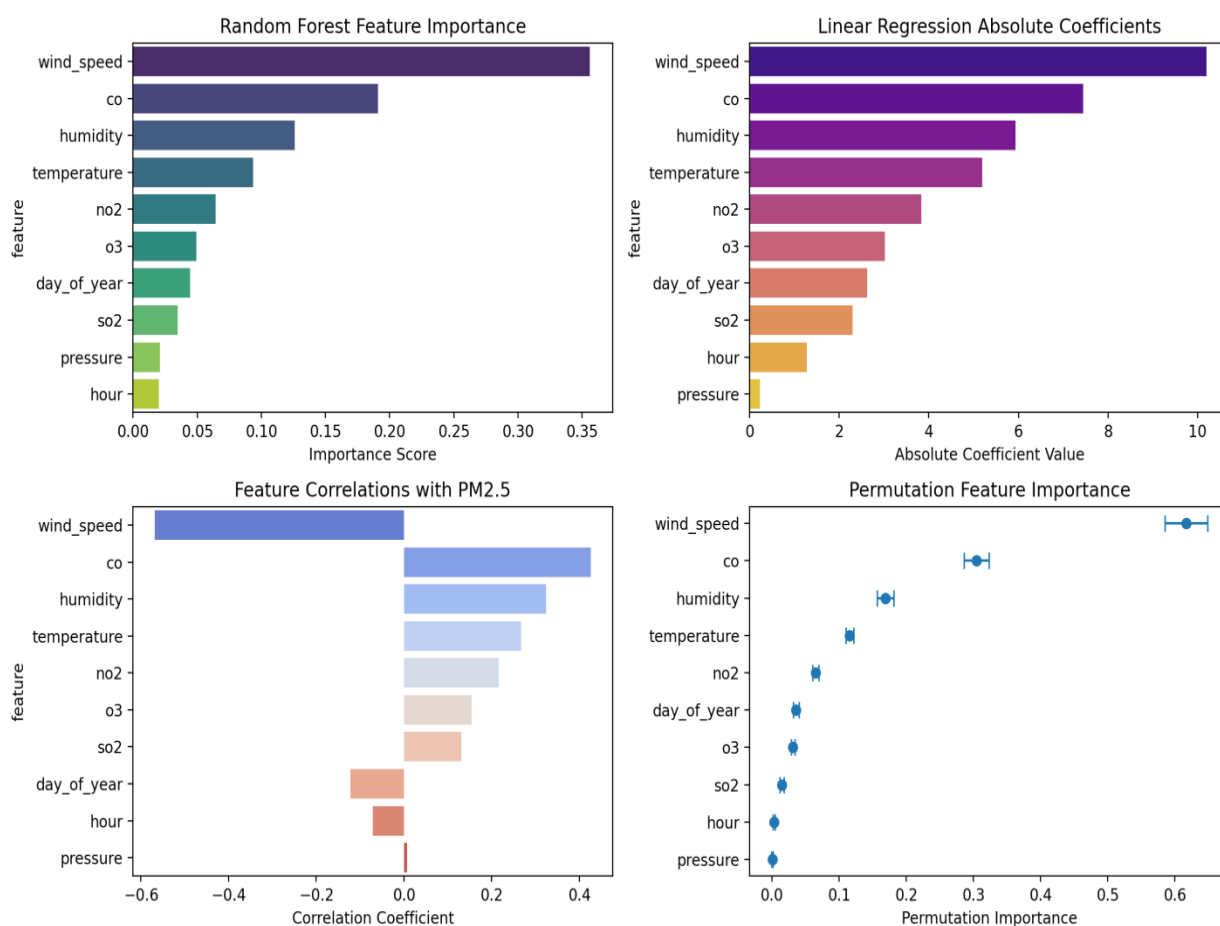 Random Forest Feature Importance
feature
wind_speed
co
humidity
temperature
no2
o3
day_of_year
so2
pressure
hour
0.00 0.05 0.10 0.15 0.20 0.25 0.30 0.35
Importance Score
Linear Regression Absolute Coefficients
feature
wind_speed
co
humidity
temperature
no2
o3
day_of_year
so2
hour
pressure
0 2 4 6 8 10
Absolute Coefficient Value
Feature Correlations with PM2.5
feature
wind_speed
co
humidity
temperature
no2
o3
so2
day_of_year
hour
pressure
−0.6 −0.4 −0.2 0.0 0.2 0.4
Correlation Coefficient
Permutation Feature Importance
wind_speed
co
humidity
temperature
no2
day_of_year
o3
so2
hour
pressure
0.0 0.1 0.2 0.3 0.4 0.5 0.6
Permutation Importance